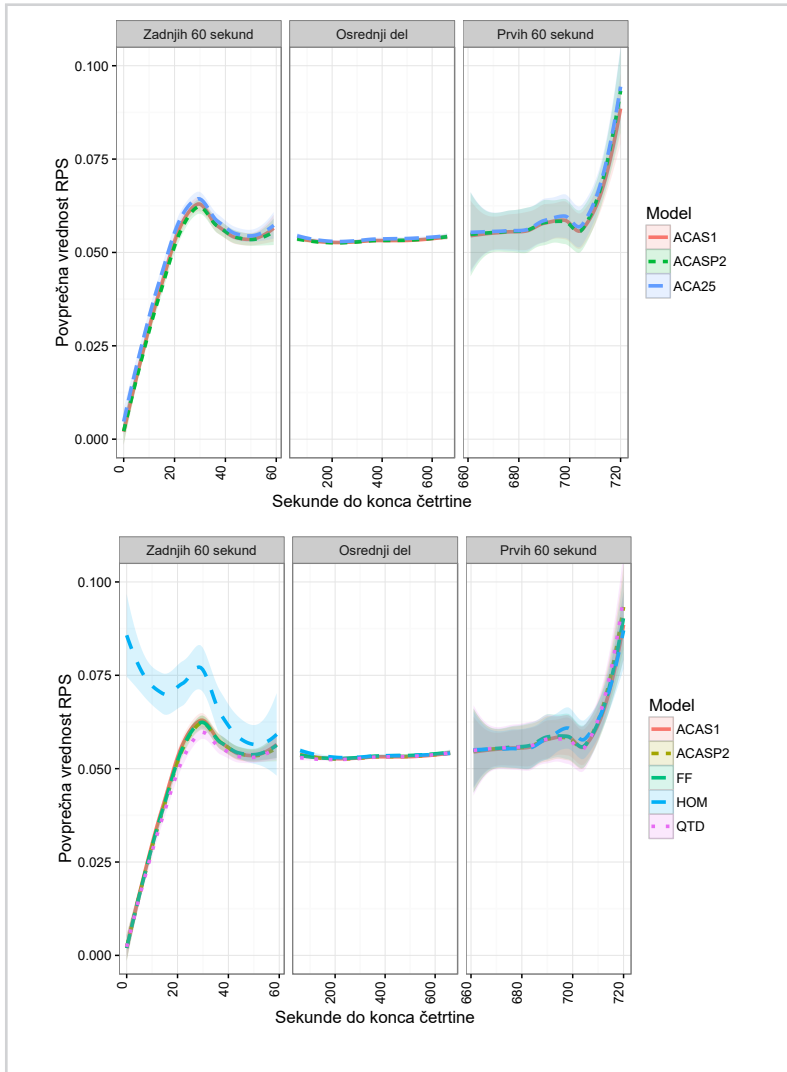 Zadnjih 60 sekund
Osrednji del
Prvih 60 sekund
0.100
0.075
0.050
0.025
0.000
Povprečna vrednost RPS
0
20
40
60
200
400
600
660
680
700
720
Sekunde do konca četrtine
Model
ACAS1
ACASP2
ACA25
Zadnjih 60 sekund
Osrednji del
Prvih 60 sekund
0.100
0.075
0.050
0.025
0.000
Povprečna vrednost RPS
0
20
40
60
200
400
600
660
680
700
720
Sekunde do konca četrtine
Model
ACAS1
ACASP2
FF
HOM
QTD